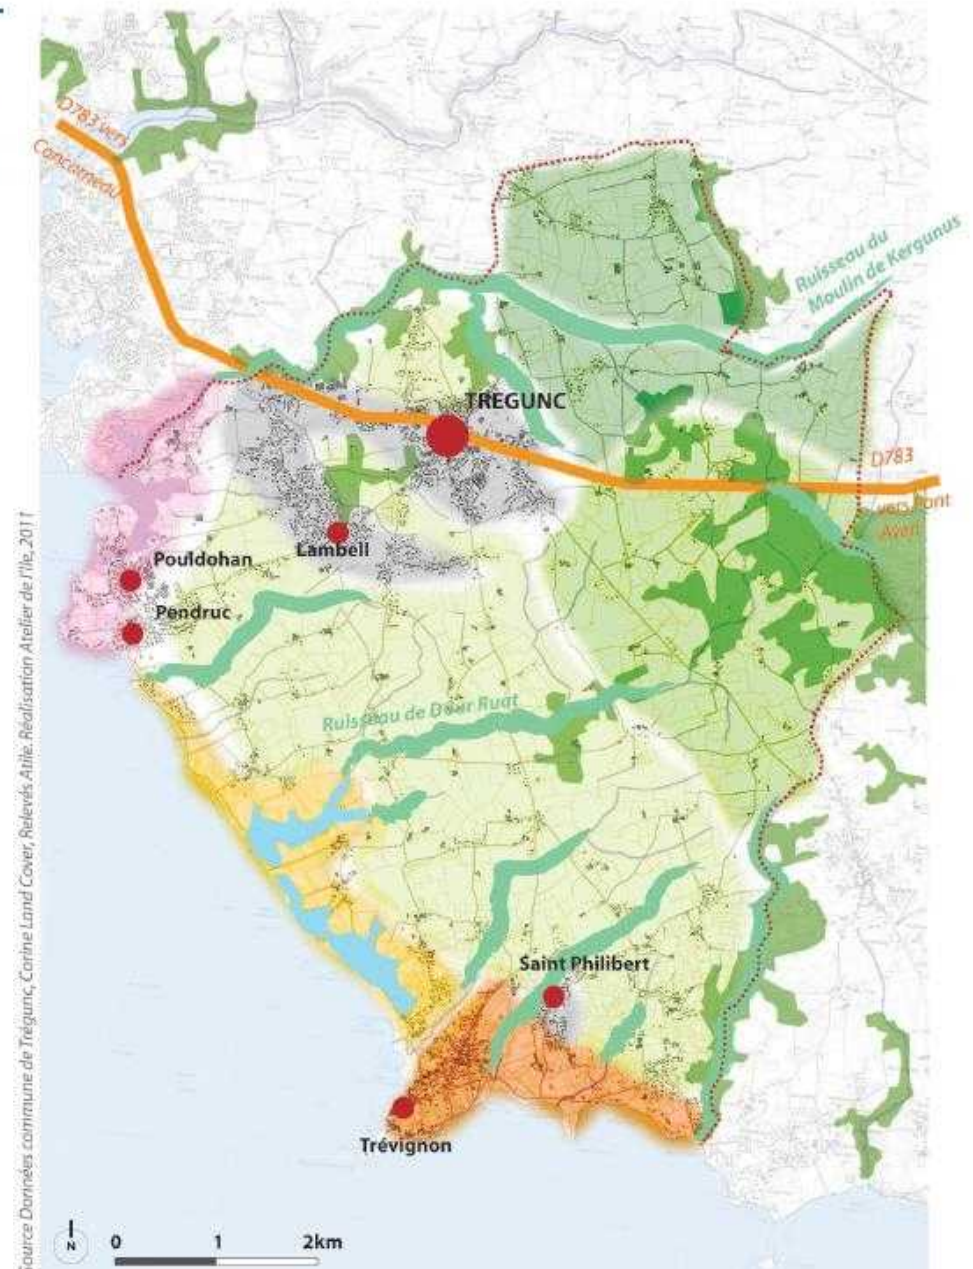 D783 vers
Concarneau
Ruisseau du
Moulin de Kergunus
TREGUNC
D783
vers Pont
Aven
Lambell
Pouldohan
Pendruc
Ruisseau de Dour Ruat
Saint Philibert
Trévignon
N
0 1 2km
Source Données commune de Trégunc, Corine Land Cover, Relevés Atile. Réalisation Atelier de l'île, 2011